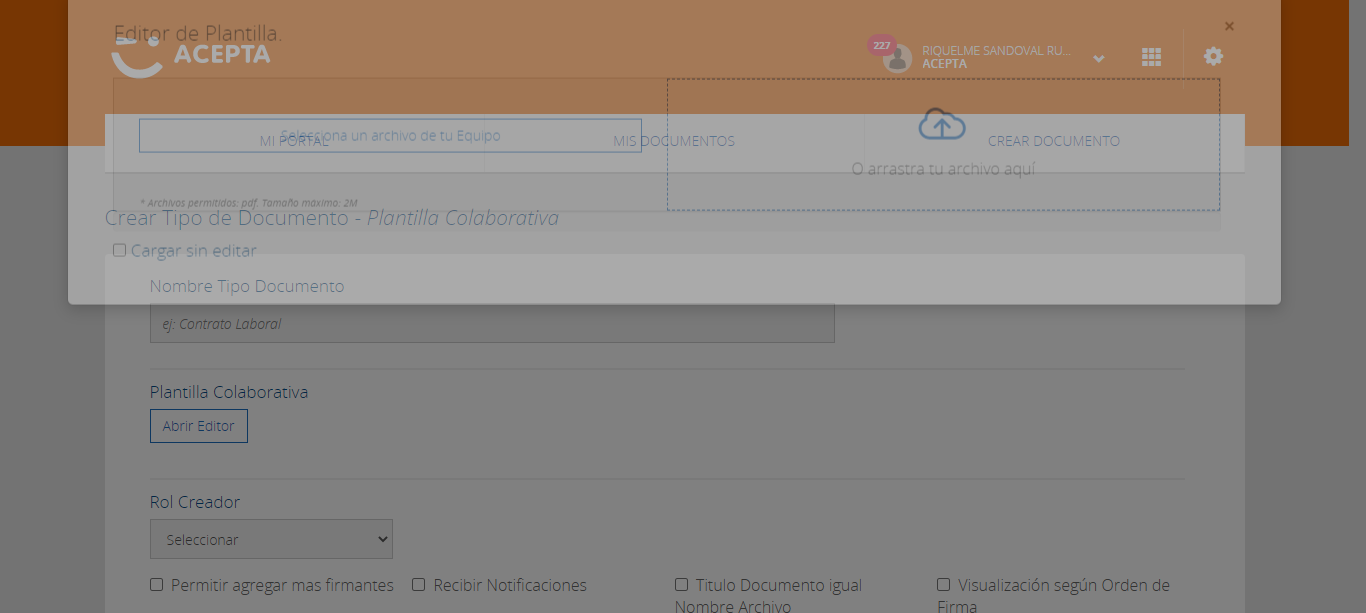 Editor de Plantilla.
×
ACEPTA
227
RIQUELME SANDOVAL RU...
ACEPTA
Selecciona un archivo de tu Equipo
MI PORTAL
MIS DOCUMENTOS
CREAR DOCUMENTO
O arrastra tu archivo aquí
* Archivos permitidos: pdf. Tamaño máximo: 2M
Crear Tipo de Documento - Plantilla Colaborativa
Cargar sin editar
Nombre Tipo Documento
ej: Contrato Laboral
Plantilla Colaborativa
Abrir Editor
Rol Creador
Seleccionar
Permitir agregar mas firmantes
Recibir Notificaciones
Titulo Documento igual
Nombre Archivo
Visualización según Orden de
Firma